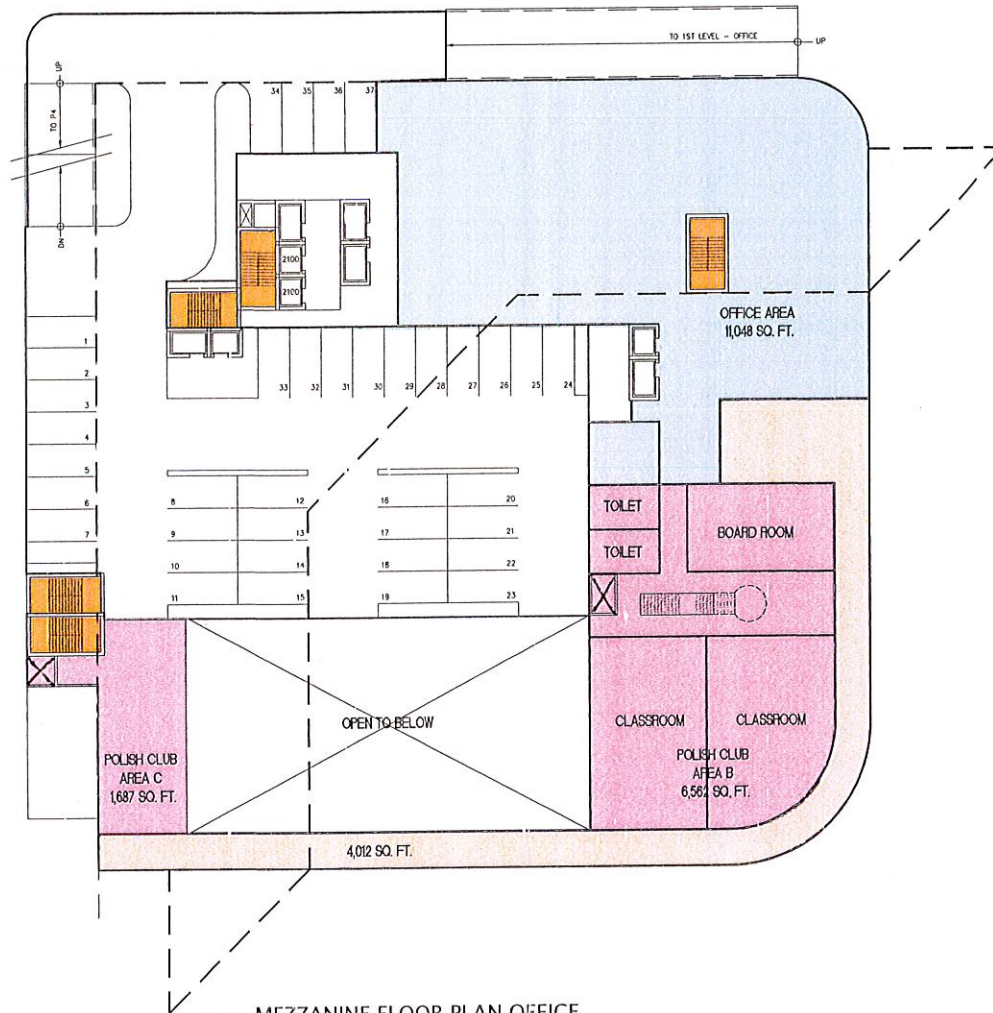 TO 1ST LEVEL - OFFICE
UP
UP
TO P4
DN
34
35
36
37
2100
2100
OFFICE AREA
11,048 SQ. FT.
1
2
3
4
5
6
7
33
32
31
30
29
28
27
26
25
24
8
12
16
20
9
13
17
21
10
14
18
22
11
15
19
23
TOILET
TOILET
BOARD ROOM
OPEN TO BELOW
CLASSROOM
CLASSROOM
POLISH CLUB
AREA C
1,687 SQ. FT.
POLISH CLUB
AREA B
6,562 SQ. FT.
4,012 SQ. FT.
MEZZANINE FLOOR PLAN OFFICE